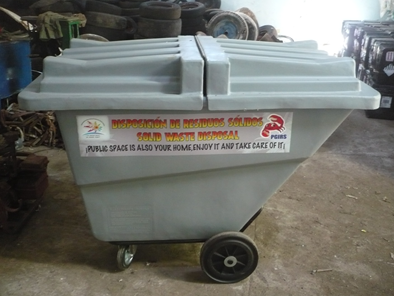 DISPOSICIÓN DE RESIDUOS SÓLIDOS
SOLID WASTE DISPOSAL
PGIRS
¡PUBLIC SPACE IS ALSO YOUR HOME, ENJOY IT AND TAKE CARE OF IT¡